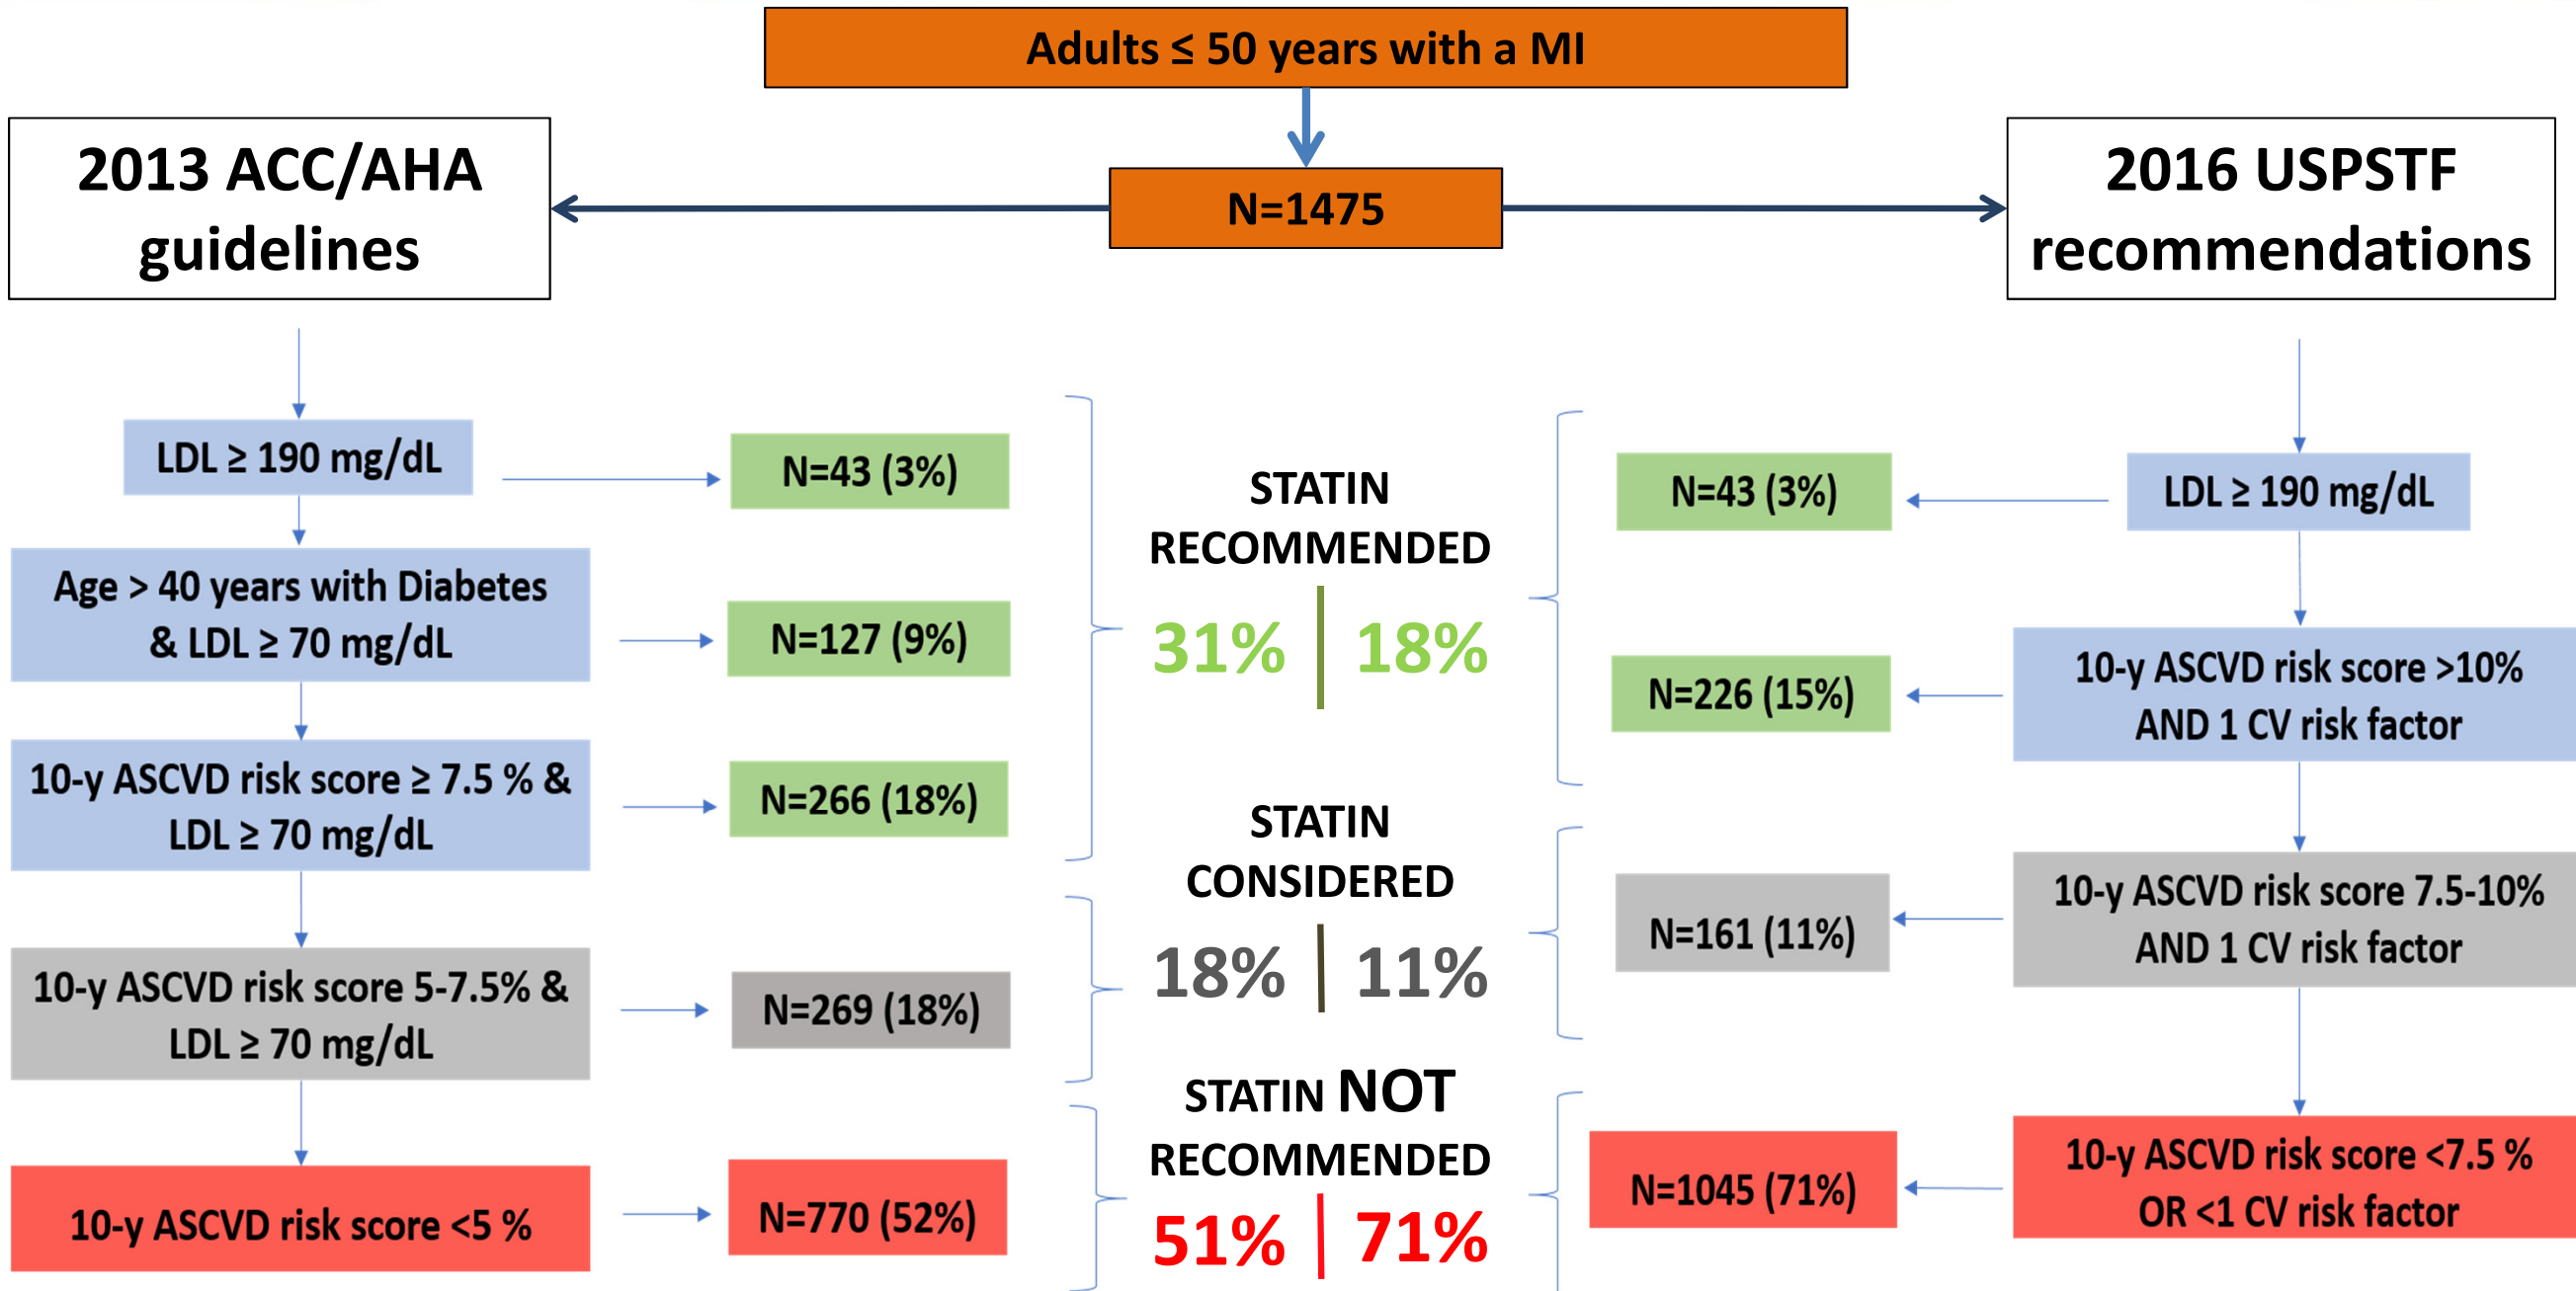 Adults ≤ 50 years with a MI
N=1475
2013 ACC/AHA
guidelines
2016 USPSTF
recommendations
LDL ≥ 190 mg/dL
N=43 (3%)
Age > 40 years with Diabetes
& LDL ≥ 70 mg/dL
N=127 (9%)
10-y ASCVD risk score ≥ 7.5 % &
LDL ≥ 70 mg/dL
N=266 (18%)
10-y ASCVD risk score 5-7.5% &
LDL ≥ 70 mg/dL
N=269 (18%)
10-y ASCVD risk score <5 %
N=770 (52%)
STATIN
RECOMMENDED
31% 18%
STATIN
CONSIDERED
18% 11%
STATIN NOT
RECOMMENDED
51% 71%
N=43 (3%)
LDL ≥ 190 mg/dL
N=226 (15%)
10-y ASCVD risk score >10%
AND 1 CV risk factor
N=161 (11%)
10-y ASCVD risk score 7.5-10%
AND 1 CV risk factor
N=1045 (71%)
10-y ASCVD risk score <7.5 %
OR <1 CV risk factor